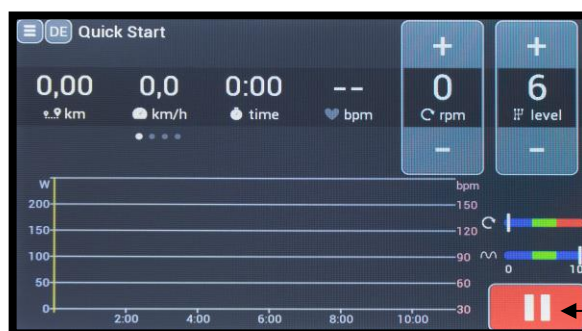 DE Quick Start
+ +
0,00 0,0 0:00 -- 0 6
km km/h time bpm rpm level
- -
W bpm
200 150
150 120
100 90
50 60
0 30
0 10
2:00 4:00 6:00 8:00 10:00